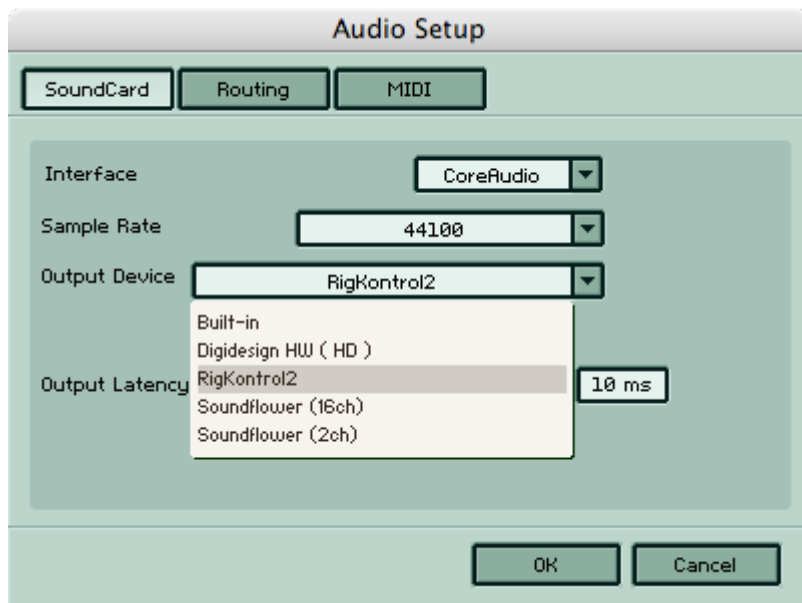 Audio Setup
SoundCard Routing MIDI
Interface CoreAudio
Sample Rate 44100
Output Device RigKontrol2
Built-in
Digidesign HW ( HD )
RigKontrol2
Output Latency 10 ms
Soundflower (16ch)
Soundflower (2ch)
OK Cancel